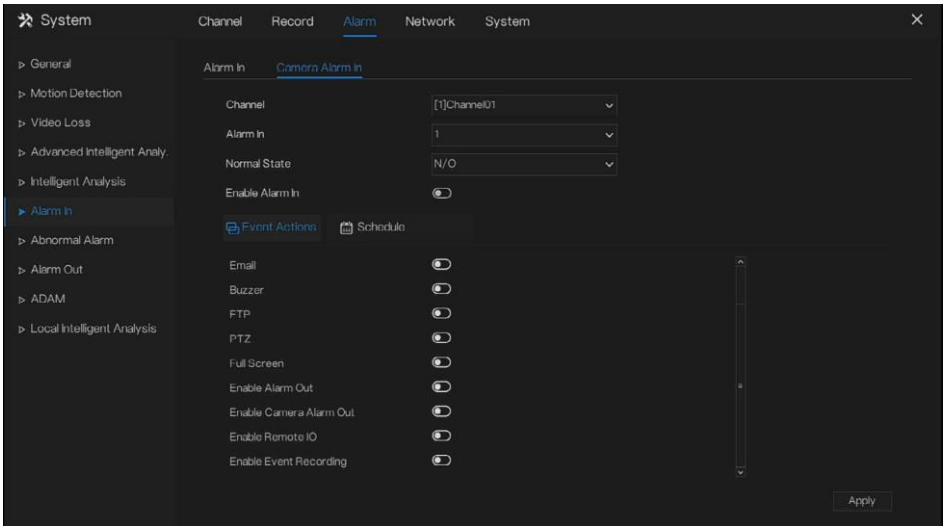 System
Channel Record Alarm Network System
General
Motion Detection
Video Loss
Advanced Intelligent Analy.
Intelligent Analysis
Alarm In
Abnormal Alarm
Alarm Out
ADAM
Local Intelligent Analysis
Alarm In Camera Alarm In
Channel [1]Channel01
Alarm In 1
Normal State N/O
Enable Alarm In
Event Actions Schedule
Email
Buzzer
FTP
PTZ
Full Screen
Enable Alarm Out
Enable Camera Alarm Out
Enable Remote IO
Enable Event Recording
Apply